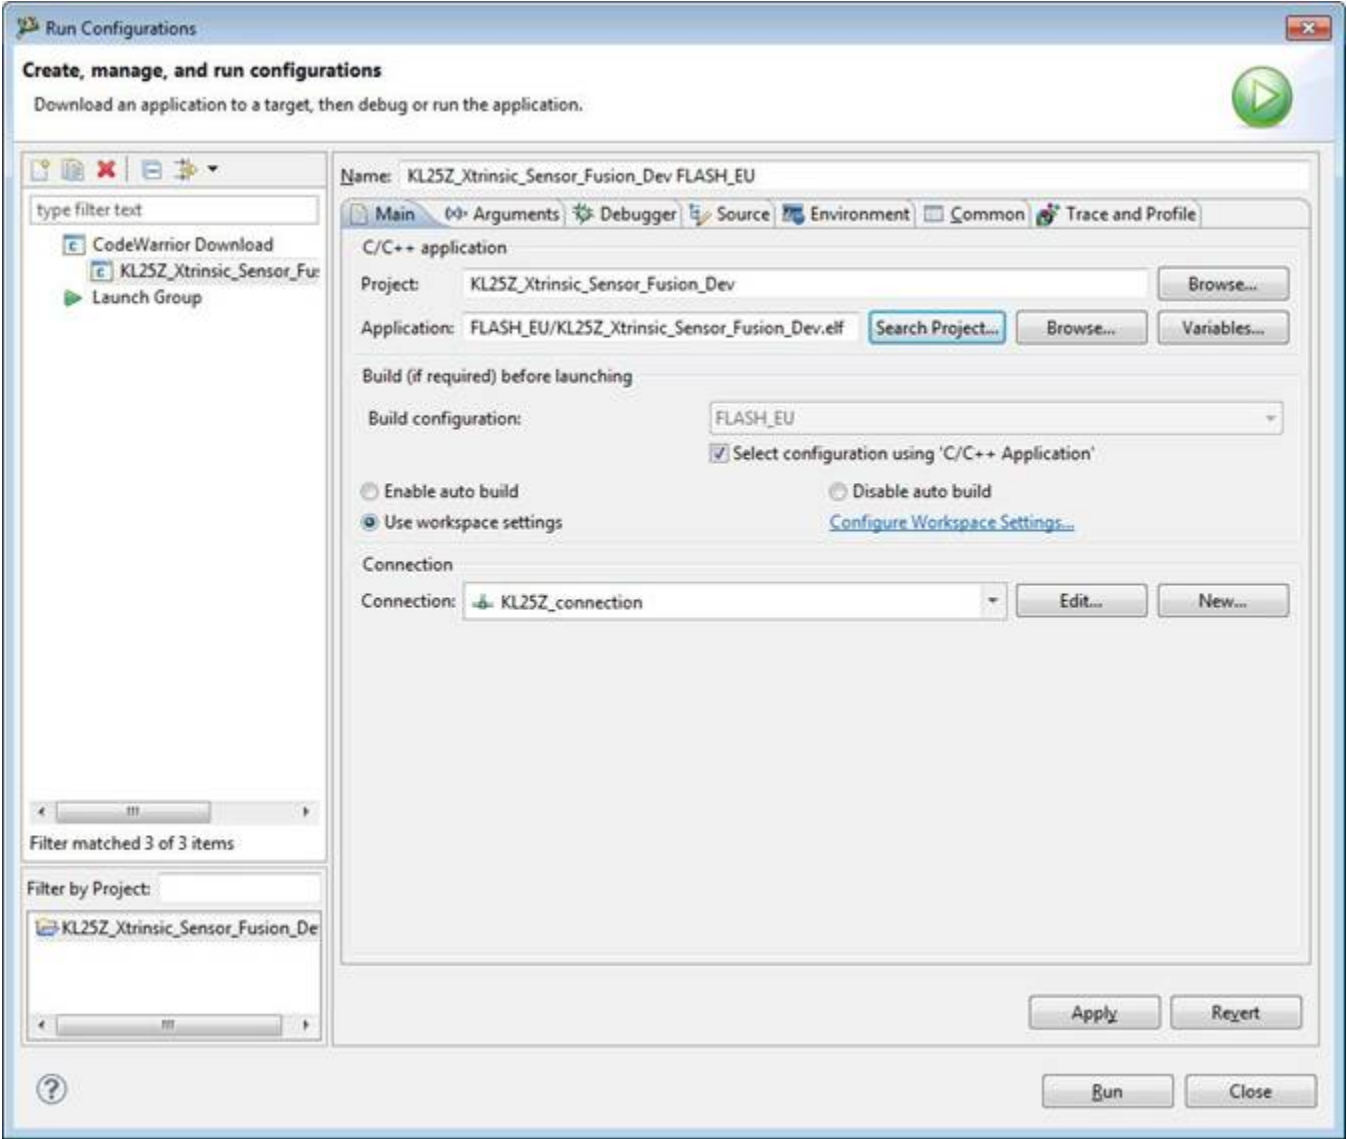 Run Configurations
Create, manage, and run configurations
Download an application to a target, then debug or run the application.
type filter text
CodeWarrior Download
KL25Z_Xtrinsic_Sensor_Fu
Launch Group
Filter matched 3 of 3 items
Filter by Project:
KL25Z_Xtrinsic_Sensor_Fusion_De
Name: KL25Z_Xtrinsic_Sensor_Fusion_Dev FLASH_EU
Main Arguments Debugger Source Environment Common Trace and Profile
C/C++ application
Project: KL25Z_Xtrinsic_Sensor_Fusion_Dev Browse...
Application: FLASH_EU/KL25Z_Xtrinsic_Sensor_Fusion_Dev.elf Search Project... Browse... Variables...
Build (if required) before launching
Build configuration: FLASH_EU
Select configuration using 'C/C++ Application'
Enable auto build Disable auto build
Use workspace settings Configure Workspace Settings...
Connection
Connection: KL25Z_connection Edit... New...
Apply Revert
Run Close